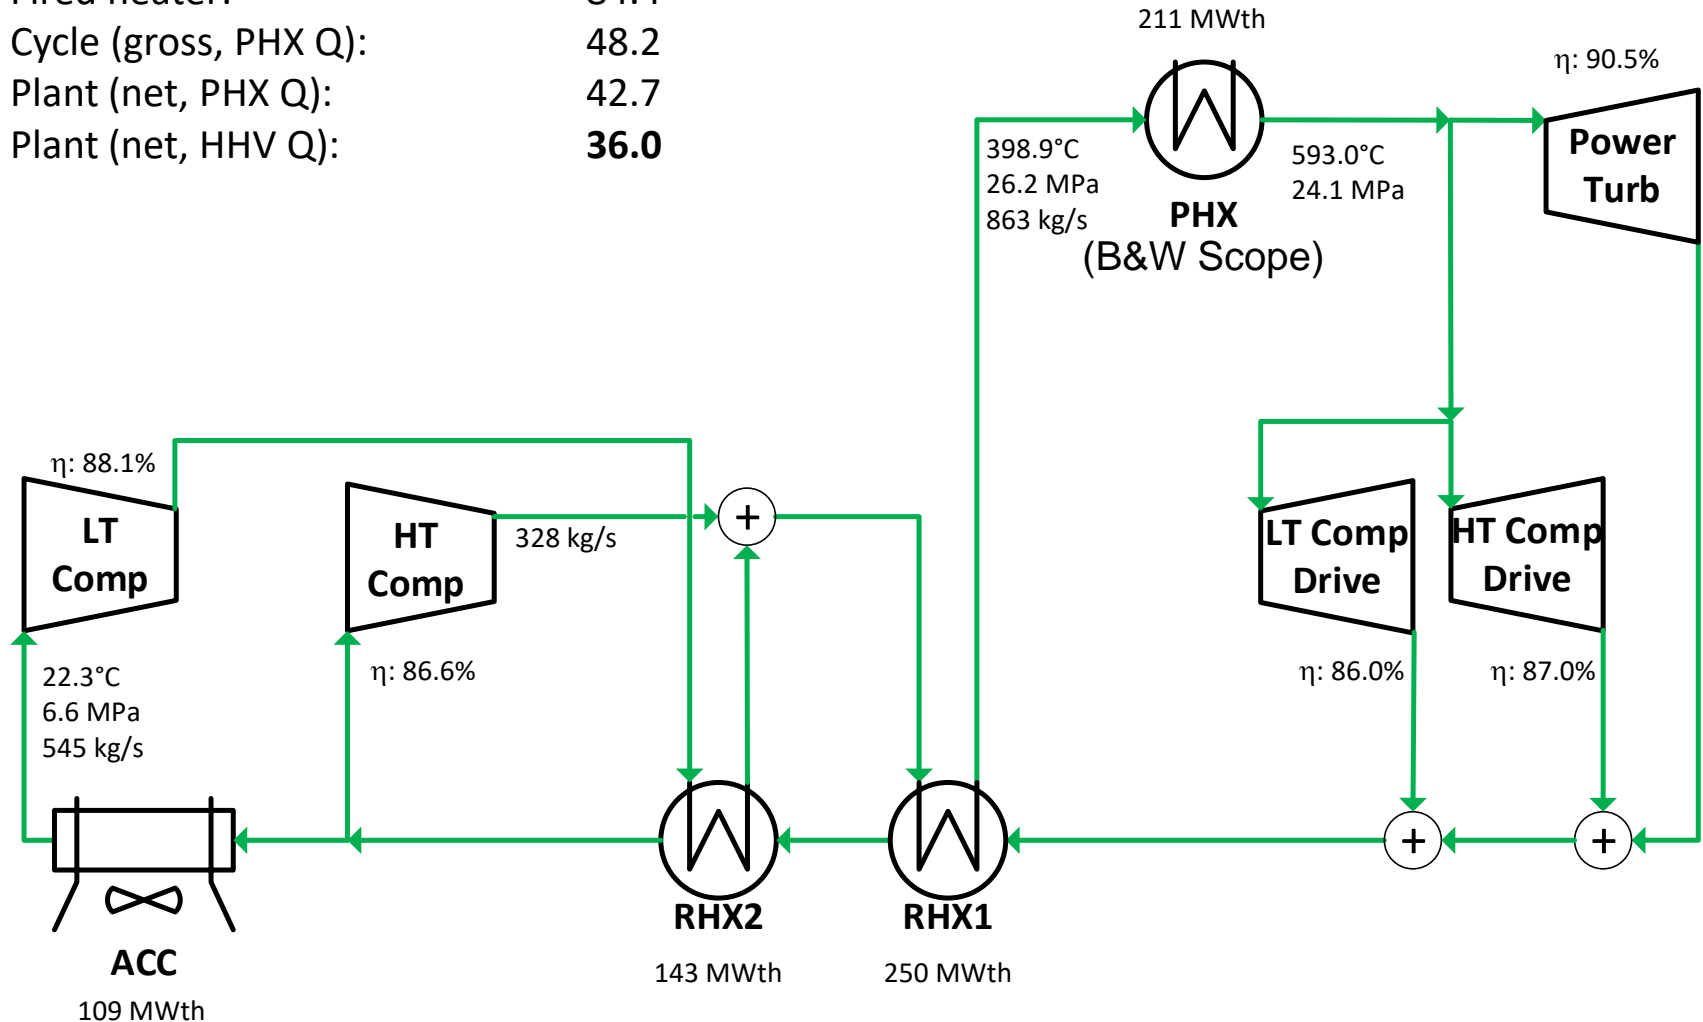 Cycle (gross, PHX Q): 48.2
Plant (net, PHX Q): 42.7
Plant (net, HHV Q): 36.0
211 MWth
η: 90.5%
Power
Turb
398.9°C
26.2 MPa
863 kg/s
593.0°C
24.1 MPa
PHX
(B&W Scope)
η: 88.1%
LT
Comp
HT
Comp
328 kg/s
+
LT Comp
Drive
HT Comp
Drive
22.3°C
6.6 MPa
545 kg/s
η: 86.6%
η: 86.0%
η: 87.0%
+
+
RHX2
RHX1
ACC
143 MWth
250 MWth
109 MWth